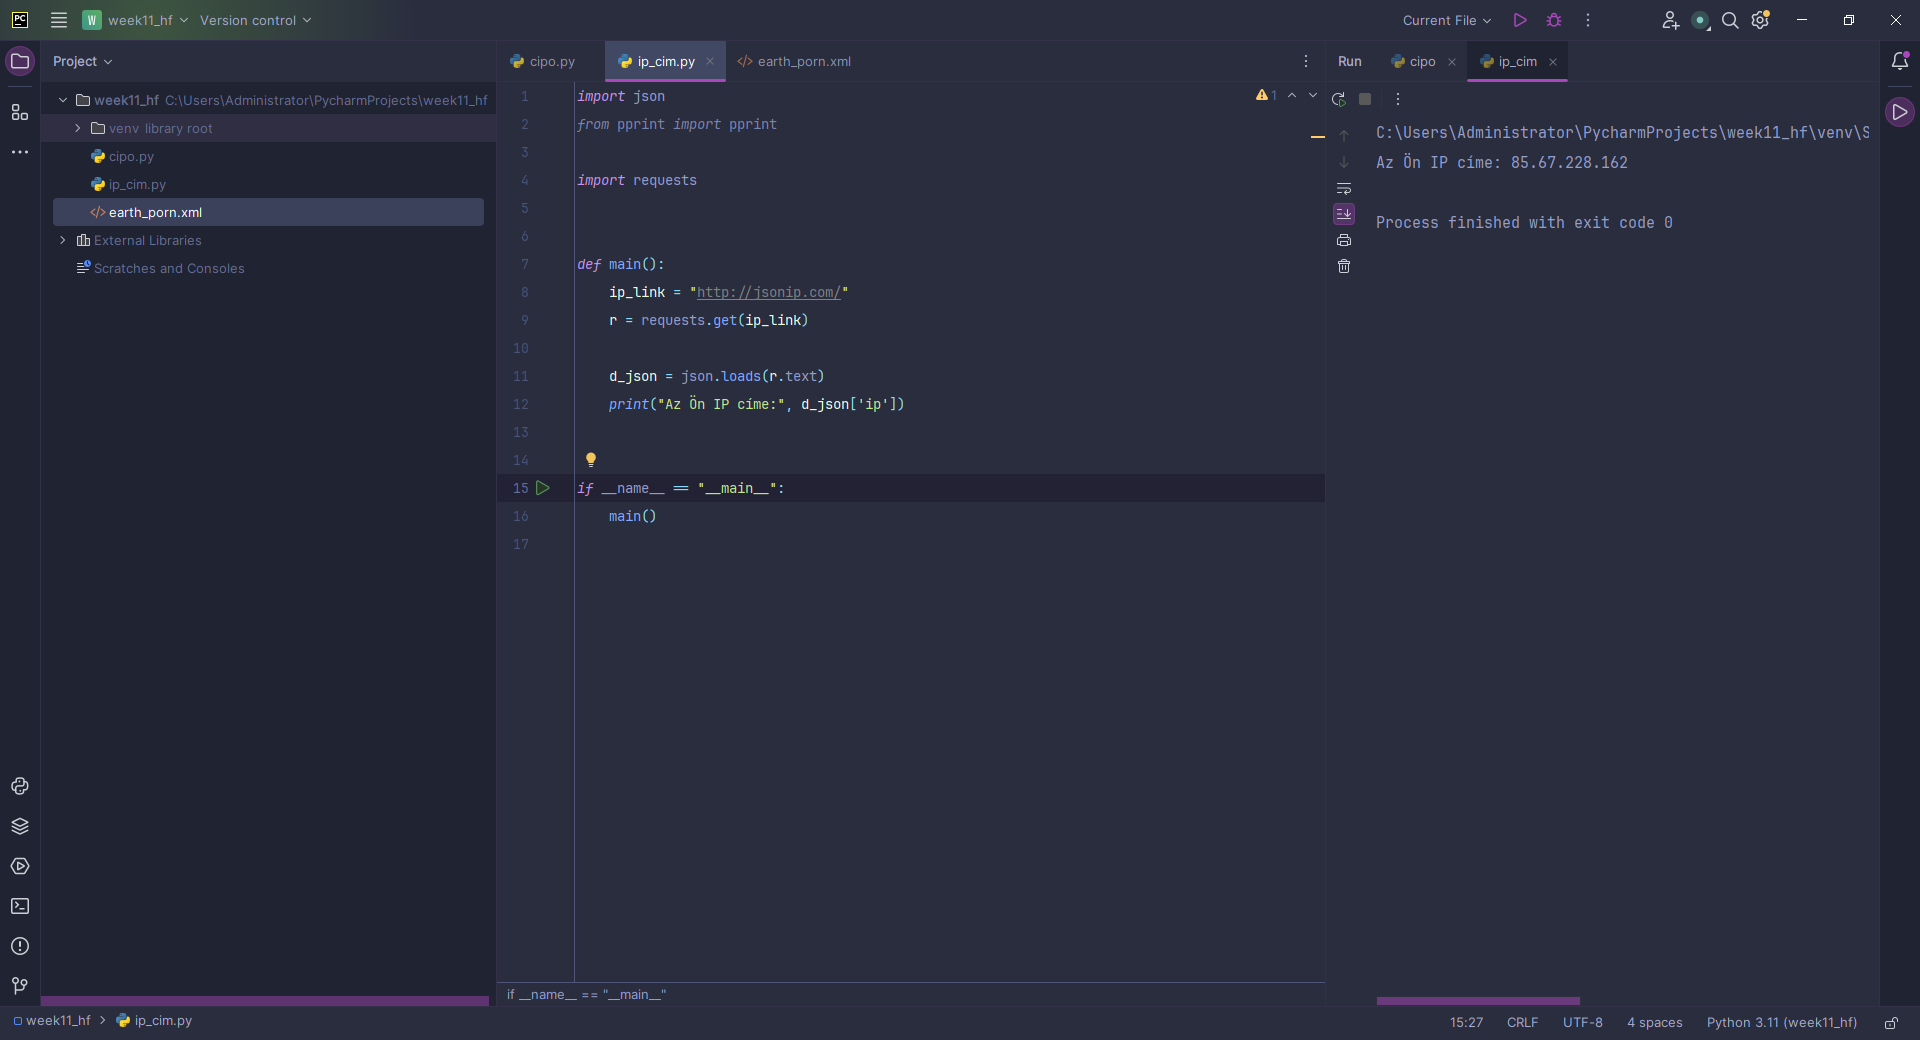 PC
W week11_hf Version control
Current File
Project
week11_hf C:\Users\Administrator\PycharmProjects\week11_hf
venv library root
cipo.py
ip_cim.py
earth_porn.xml
External Libraries
Scratches and Consoles
cipo.py ip_cim.py earth_porn.xml
1 import json
2 from pprint import pprint
3
4 import requests
5
6
7 def main():
8 ip_link = "http://jsonip.com/"
9 r = requests.get(ip_link)
10
11 d_json = json.loads(r.text)
12 print("Az Ön IP címe:", d_json['ip'])
13
14
15 if __name__ == "__main__":
16 main()
17
1
if __name__ == "__main__"
Run cipo ip_cim
C:\Users\Administrator\PycharmProjects\week11_hf\venv\S
Az Ön IP címe: 85.67.228.162
Process finished with exit code 0
week11_hf > ip_cim.py
15:27 CRLF UTF-8 4 spaces Python 3.11 (week11_hf)